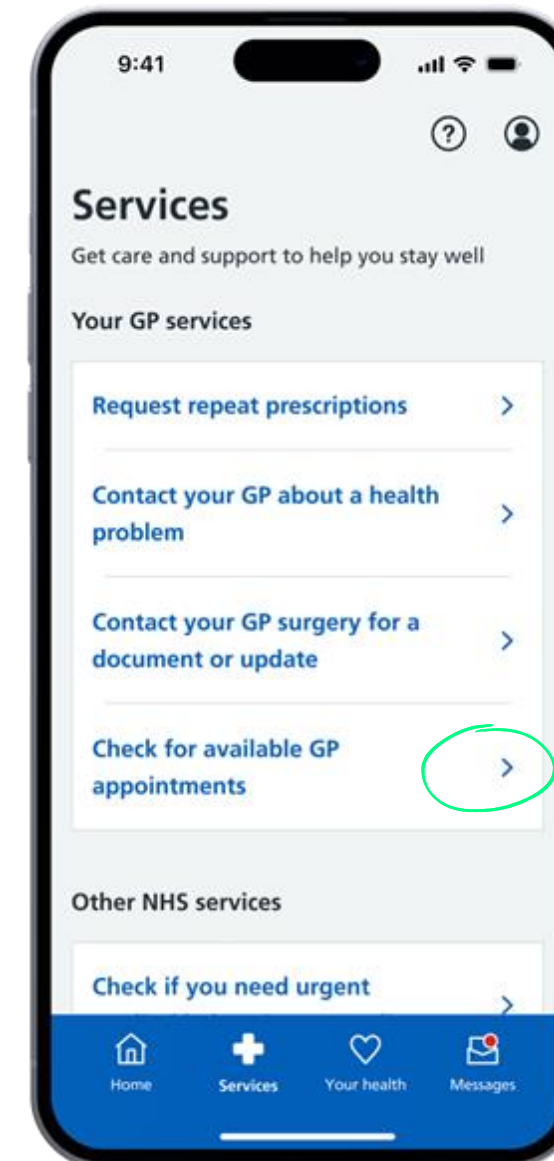 9:41
Services
Get care and support to help you stay well
Your GP services
Request repeat prescriptions
Contact your GP about a health
problem
Contact your GP surgery for a
document or update
Check for available GP
appointments
Other NHS services
Check if you need urgent
Home Services Your health Messages